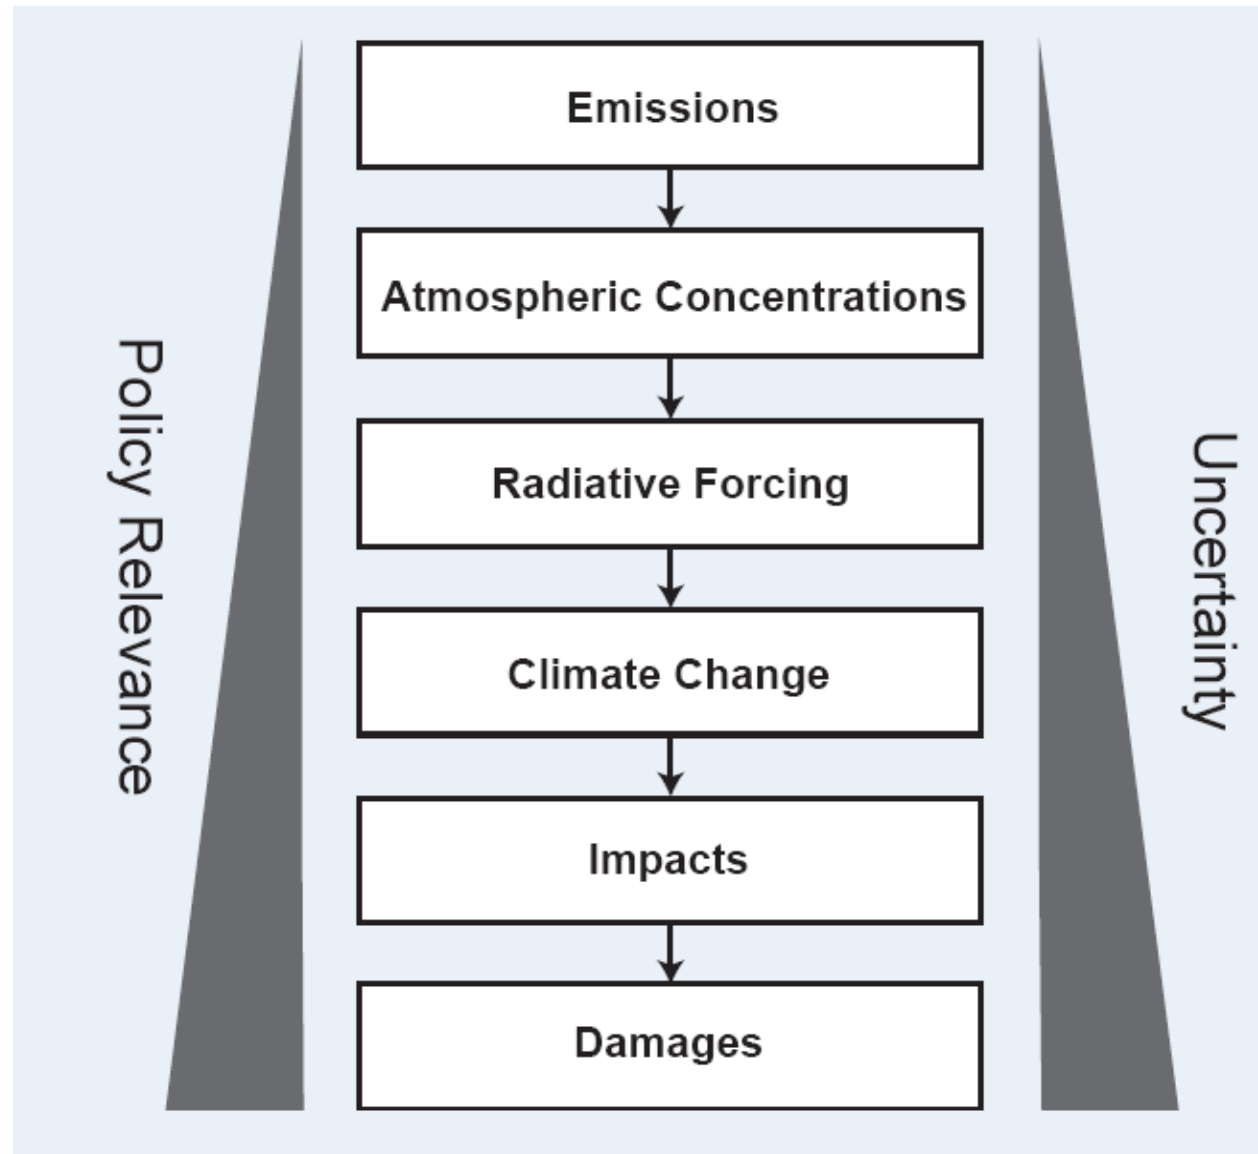 Emissions
Atmospheric Concentrations
Radiative Forcing
Climate Change
Impacts
Damages
Policy Relevance
Uncertainty